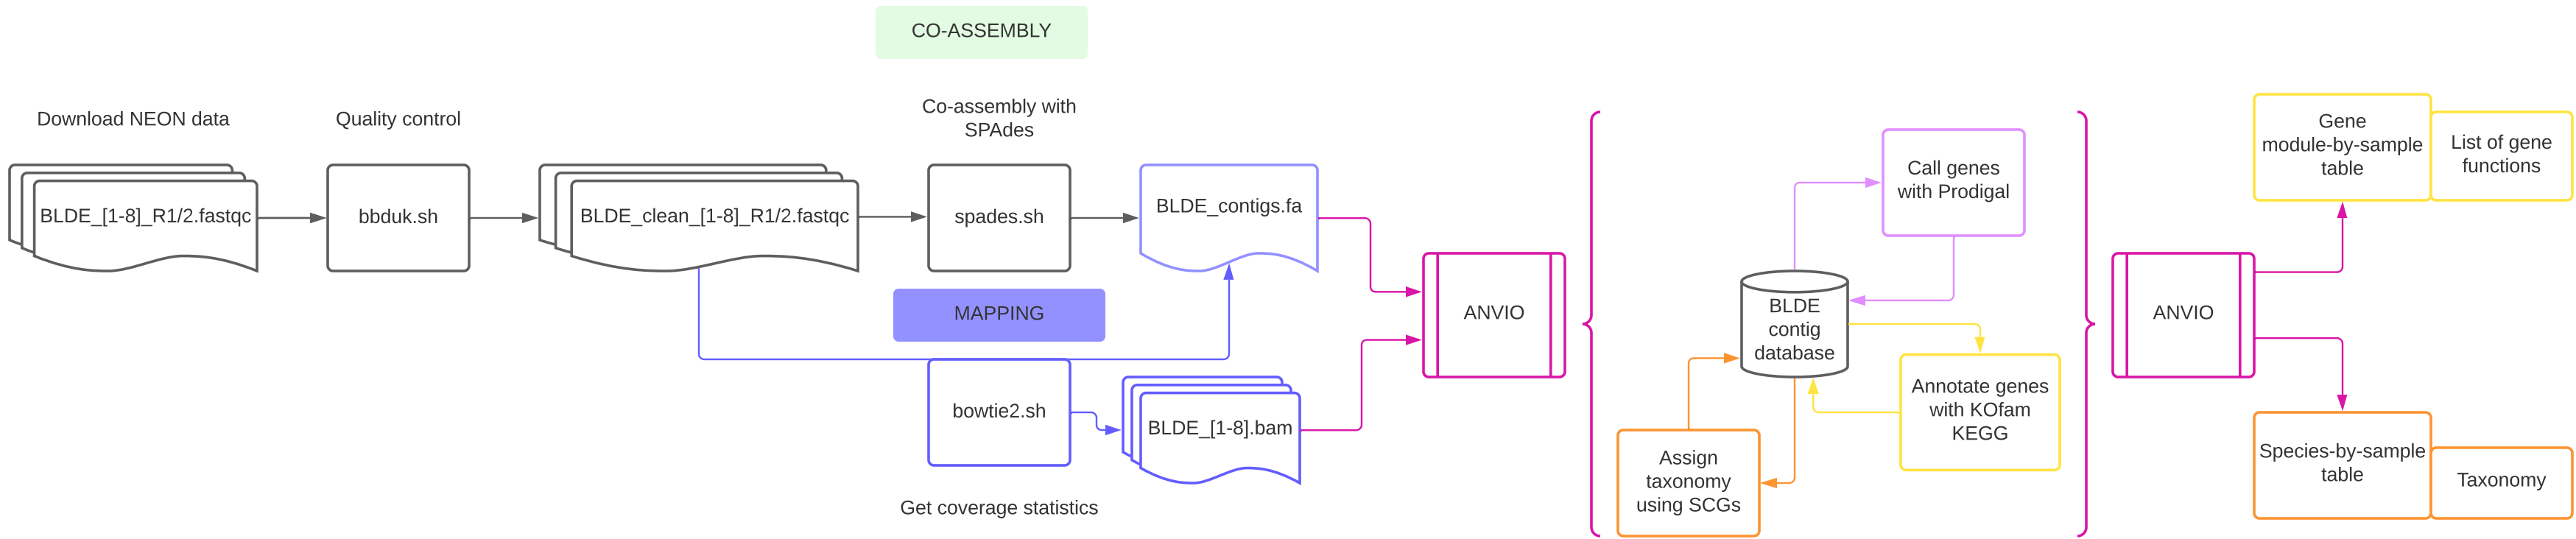 CO-ASSEMBLY
Download NEON data
Quality control
Co-assembly with
SPAdes
BLDE_[1-8]_R1/2.fastqc
bbduk.sh
BLDE_clean_[1-8]_R1/2.fastqc
spades.sh
BLDE_contigs.fa
MAPPING
bowtie2.sh
BLDE_[1-8].bam
Get coverage statistics
ANVIO
Call genes
with Prodigal
BLDE
contig
database
Annotate genes
with KOfam
KEGG
Assign
taxonomy
using SCGs
ANVIO
Gene
module-by-sample
table
List of gene
functions
Species-by-sample
table
Taxonomy